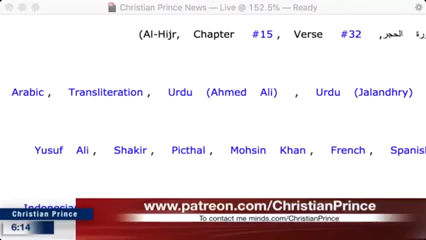 Christian Prince News — Live @ 152.5% — Ready
(Al-Hijr, Chapter #15, Verse #32 ,الحجر
Arabic, Transliteration, Urdu (Ahmed Ali) , Urdu (Jalandhry)
Yusuf Ali, Shakir, Picthal, Mohsin Khan, French, Spanish
www.patreon.com/ChristianPrince
Christian Prince
6:14
To contact me minds.com/ChristianPrince